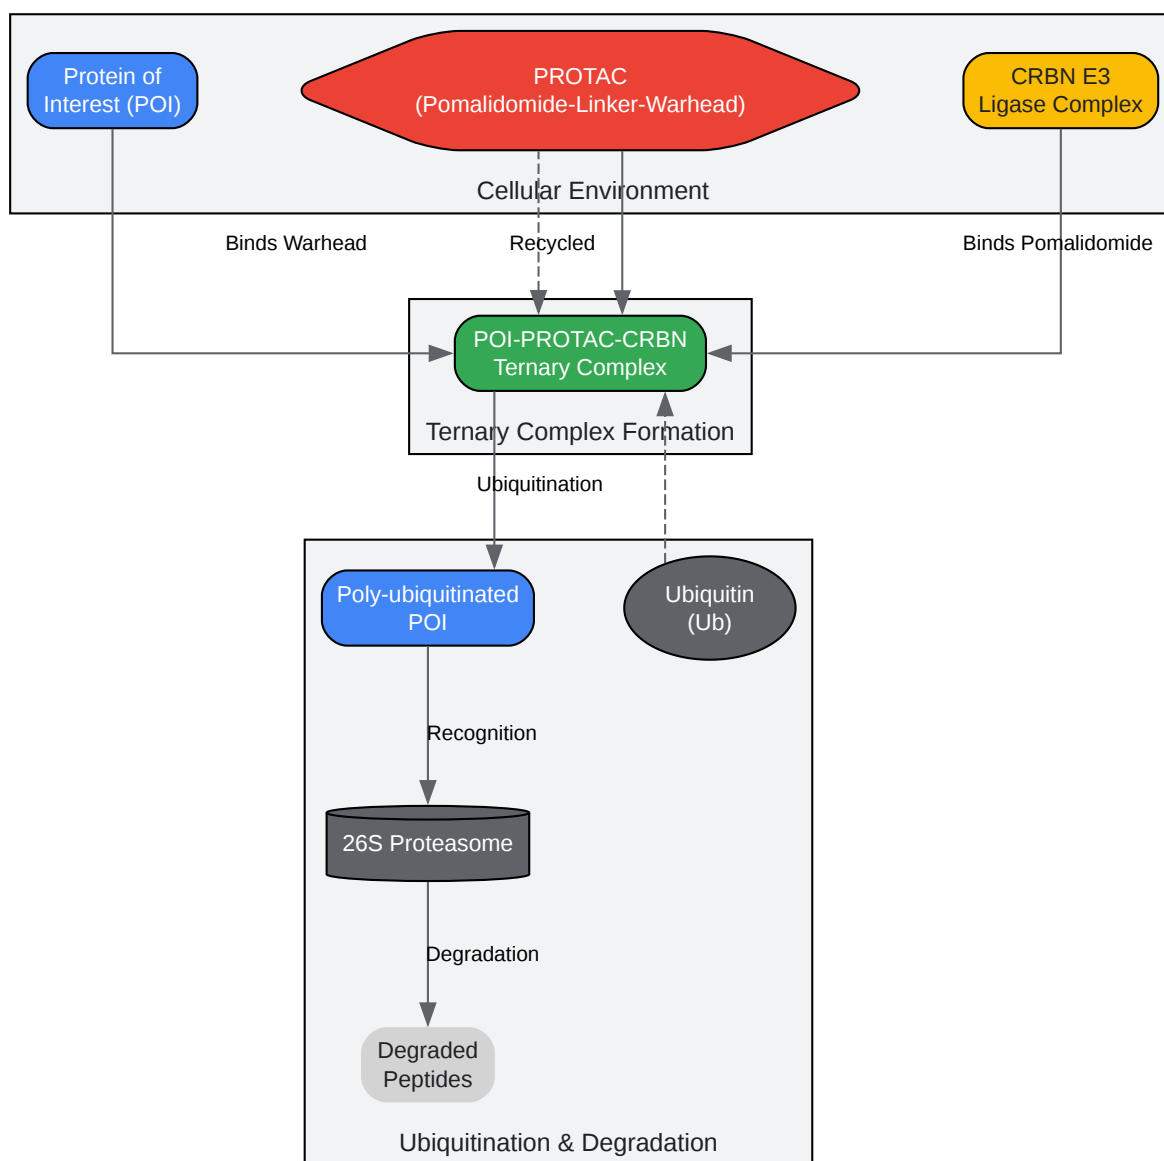 Protein of
Interest (POI)
PROTAC
(Pomalidomide-Linker-Warhead)
CRBN E3
Ligase Complex
Cellular Environment
Binds Warhead
Recycled
Binds Pomalidomide
POI-PROTAC-CRBN
Ternary Complex
Ternary Complex Formation
Ubiquitination
Poly-ubiquitinated
POI
Ubiquitin
(Ub)
Recognition
26S Proteasome
Degradation
Degraded
Peptides
Ubiquitination & Degradation